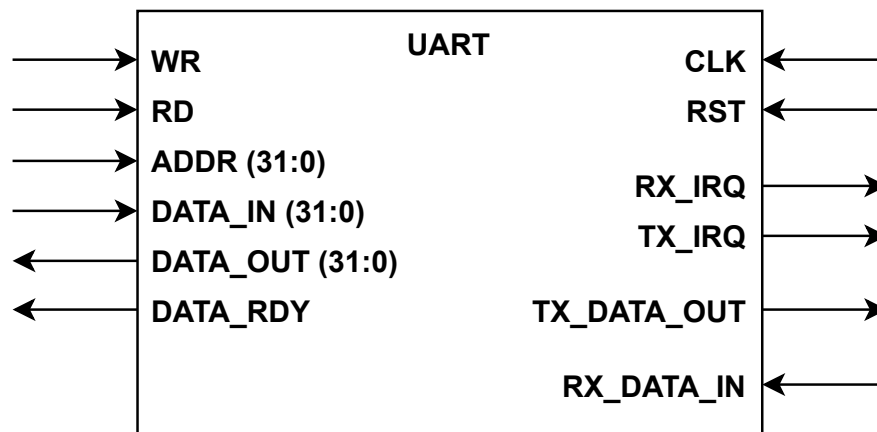 UART
WR
RD
ADDR (31:0)
DATA_IN (31:0)
DATA_OUT (31:0)
DATA_RDY
CLK
RST
RX_IRQ
TX_IRQ
TX_DATA_OUT
RX_DATA_IN